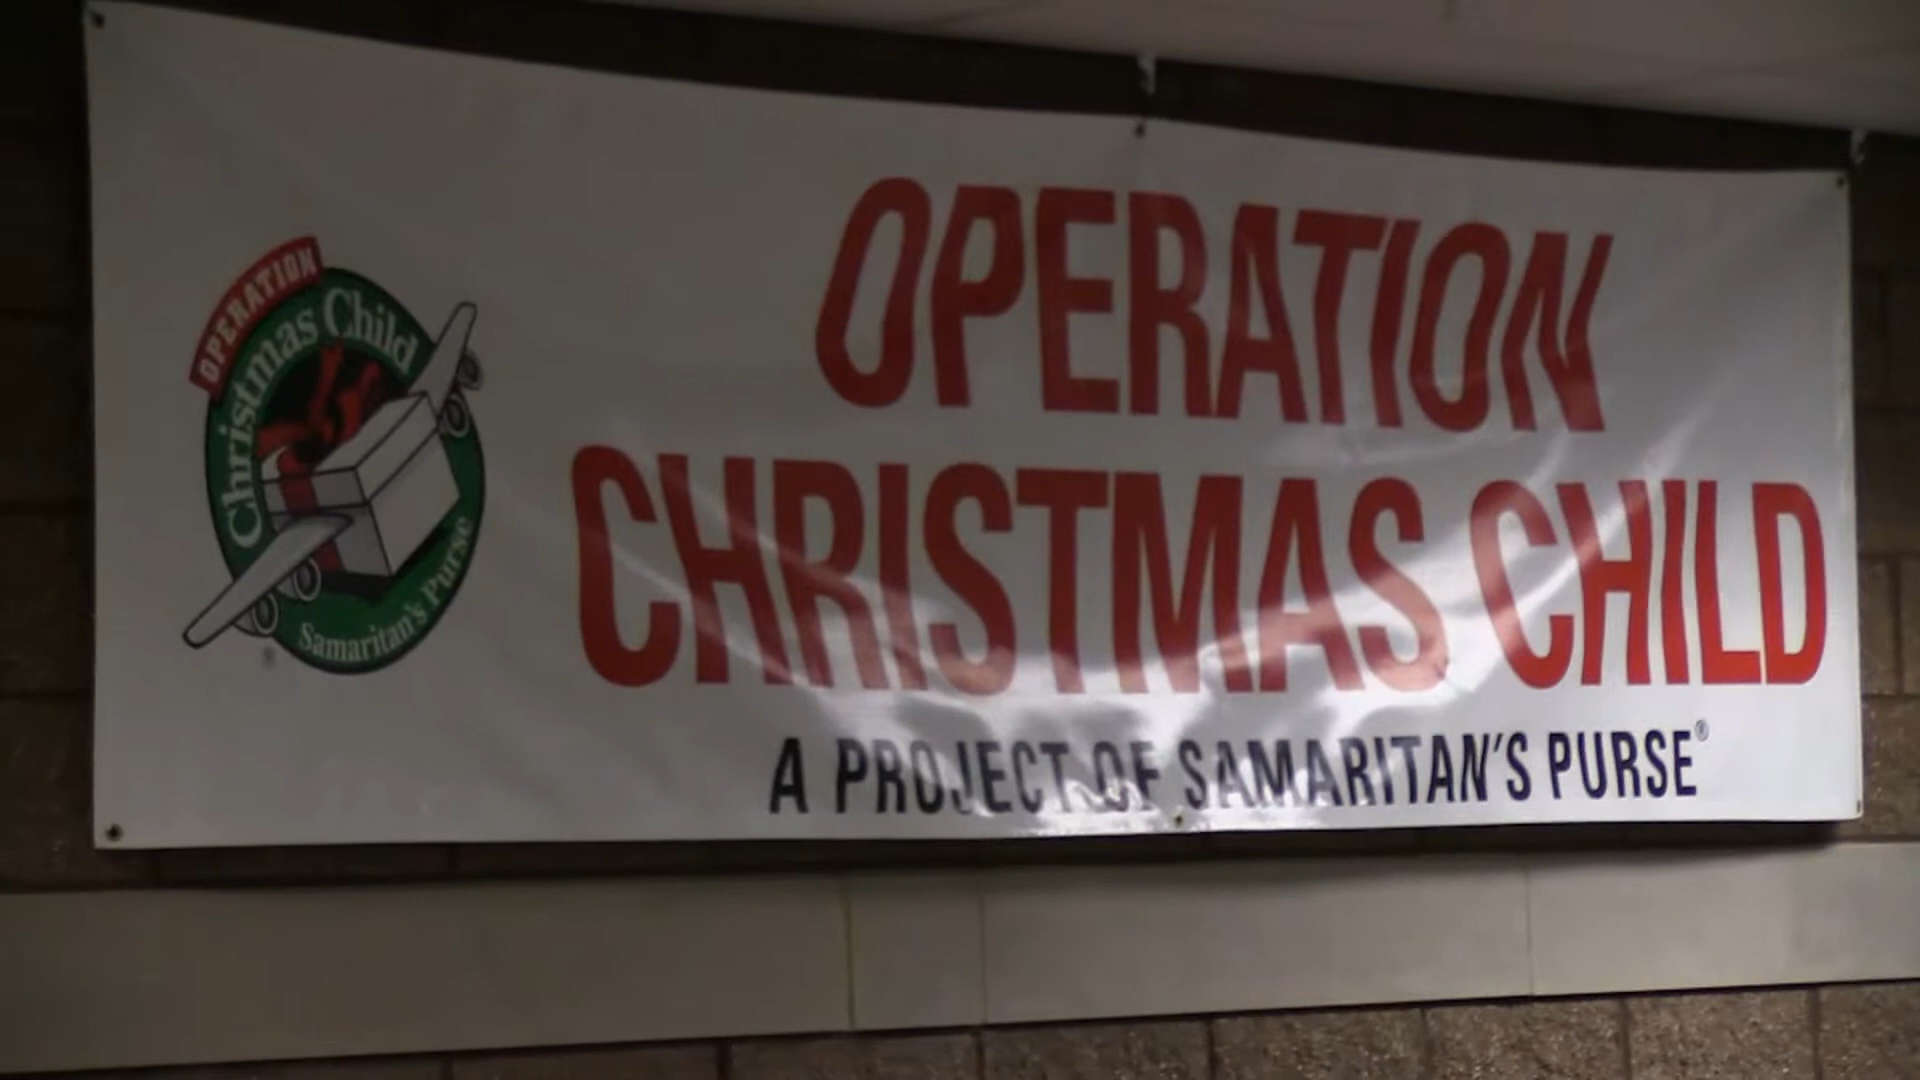 OPERATION
Christmas Child
Samaritan's Purse
OPERATION
CHRISTMAS CHILD
A PROJECT OF SAMARITAN'S PURSE®